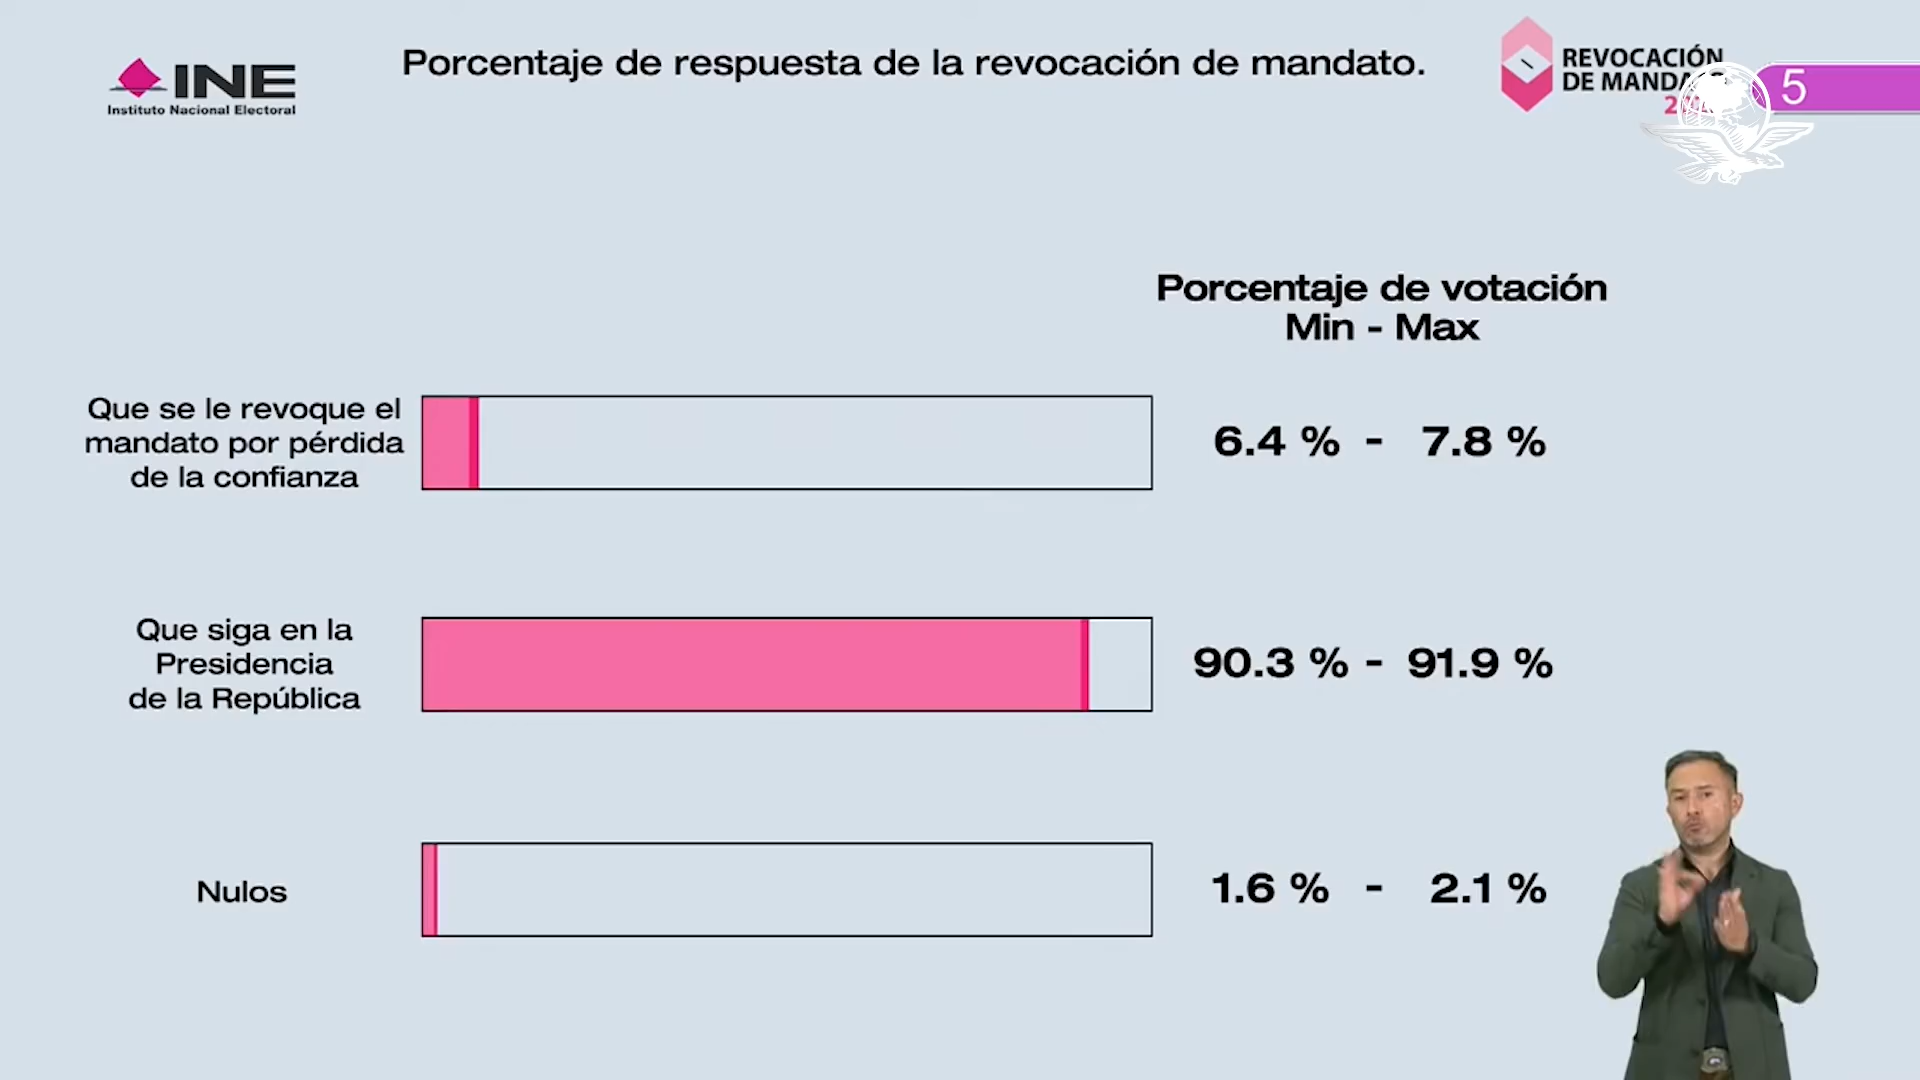 INE
Instituto Nacional Electoral
Porcentaje de respuesta de la revocación de mandato.
REVOCACIÓN
DE
5
Porcentaje de votación
Min - Max
Que se le revoque el
mandato por pérdida
de la confianza
6.4 % - 7.8 %
Que siga en la
Presidencia
de la República
90.3 % - 91.9 %
Nulos
1.6 % - 2.1 %